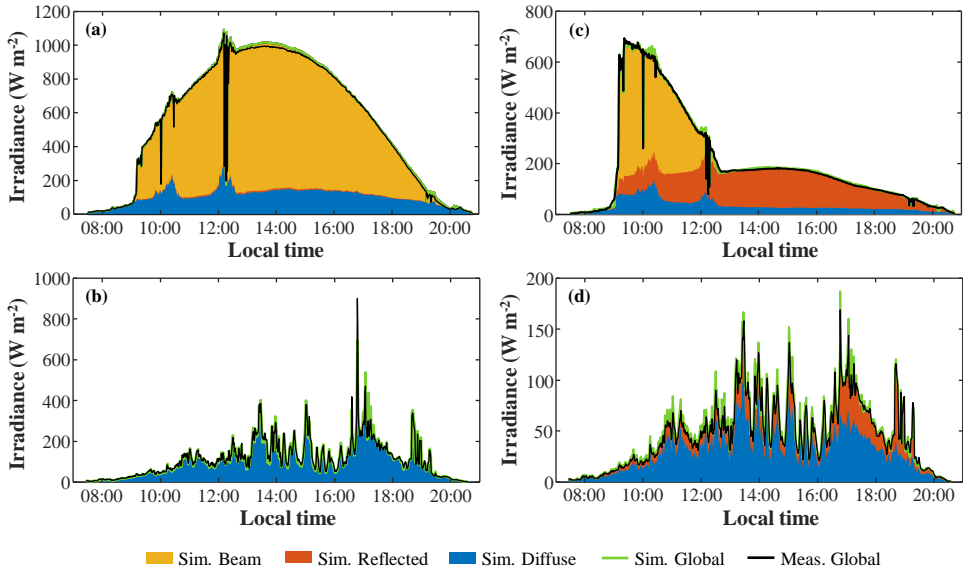 (a)
Irradiance (W m-2)
1200
1000
800
600
400
200
0
08:00 10:00 12:00 14:00 16:00 18:00 20:00
Local time
(c)
Irradiance (W m-2)
800
600
400
200
0
08:00 10:00 12:00 14:00 16:00 18:00 20:00
Local time
(b)
Irradiance (W m-2)
1000
800
600
400
200
0
08:00 10:00 12:00 14:00 16:00 18:00 20:00
Local time
(d)
Irradiance (W m-2)
200
150
100
50
0
08:00 10:00 12:00 14:00 16:00 18:00 20:00
Local time
Sim. Beam Sim. Reflected Sim. Diffuse Sim. Global Meas. Global